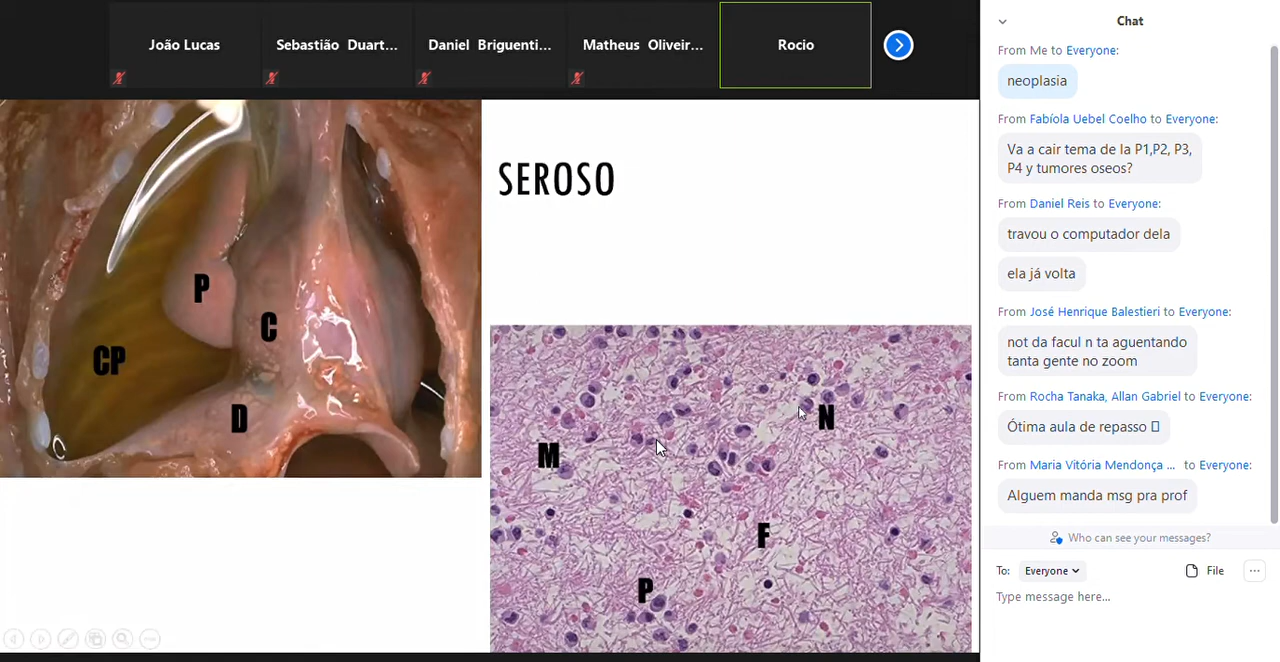 João Lucas
Sebastião Duart...
Daniel Briguenti...
Matheus Oliveir...
Rocio
SEROSO
P
C
CP
D
N
M
F
P
Chat
From Me to Everyone:
neoplasia
From Fabíola Uebel Coelho to Everyone:
Va a caír tema de la P1,P2, P3,
P4 y tumores oseos?
From Daniel Reis to Everyone:
travou o computador dela
ela já volta
From José Henrique Balestieri to Everyone:
not da facul n ta aguentando
tanta gente no zoom
From Rocha Tanaka, Allan Gabriel to Everyone:
Ótima aula de repasso
From Maria Vitória Mendonça ... to Everyone:
Alguem manda msg pra prof
Who can see your messages?
To: Everyone
File
...
Type message here...